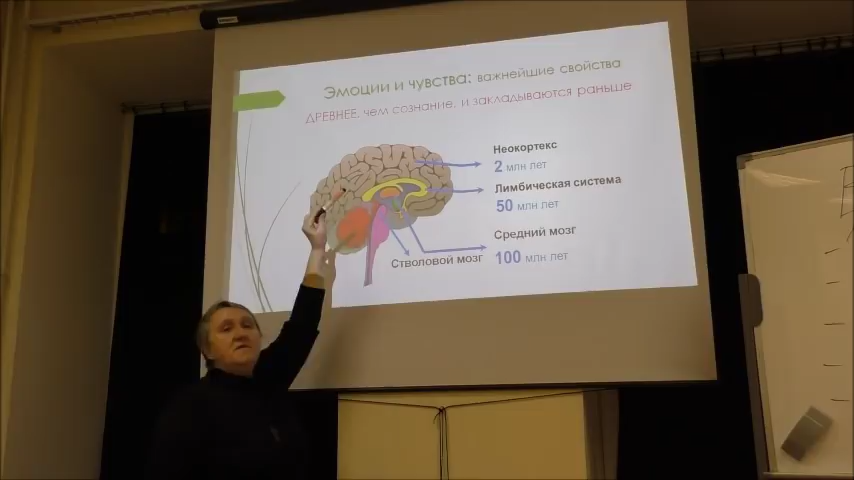 Эмоции и чувства: важнейшие свойства
ДРЕВНЕЕ, чем сознание, и закладываются раньше
Неокортекс
2 млн лет
Лимбическая система
50 млн лет
Средний мозг
100 млн лет
Стволовой мозг